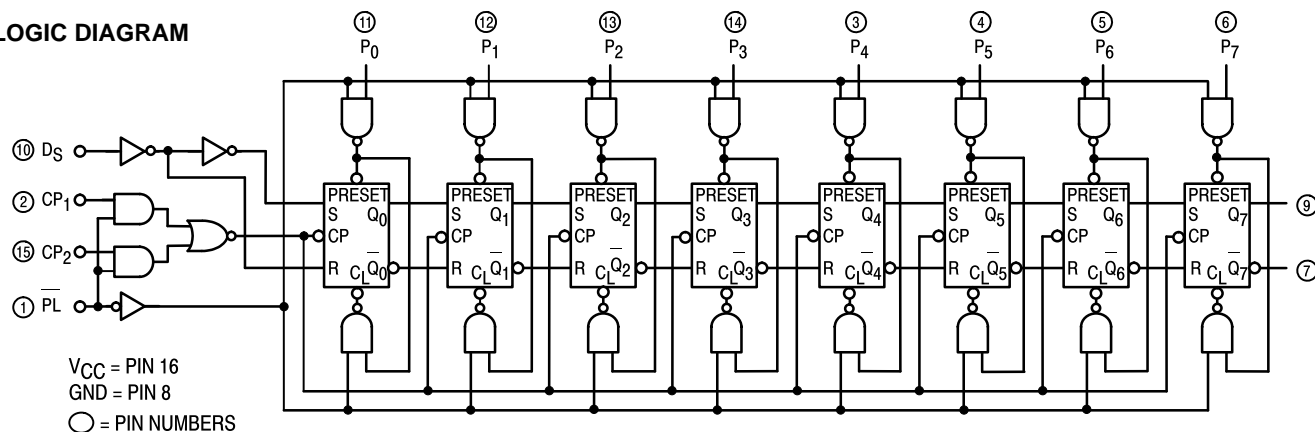 LOGIC DIAGRAM
11 12 13 14 3 4 5 6
P0 P1 P2 P3 P4 P5 P6 P7
10 DS
2 CP1
15 CP2
1 PL
PRESET PRESET PRESET PRESET PRESET PRESET PRESET PRESET
S Q0 S Q1 S Q2 S Q3 S Q4 S Q5 S Q6 S Q7 9
CP CP CP CP CP CP CP CP
R CL Q0 R CL Q1 R CL Q2 R CL Q3 R CL Q4 R CL Q5 R CL Q6 R CL Q7 7
VCC = PIN 16
GND = PIN 8
= PIN NUMBERS